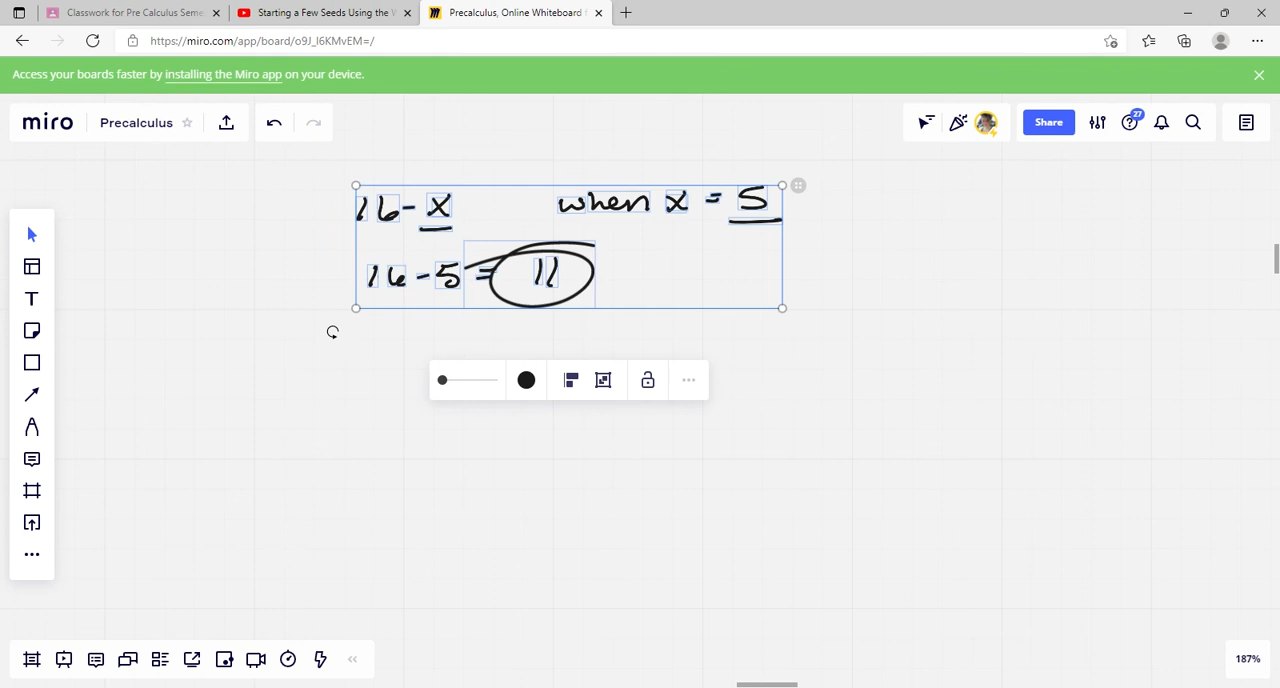 Classwork for Pre Calculus Seme
Starting a Few Seeds Using the W
Precalculus, Online Whiteboard f
https://miro.com/app/board/o9J_l6KMvEM=/
Access your boards faster by installing the Miro app on your device.
miro Precalculus
Share
27
16 - x when x = 5
16 - 5 = 11
187%